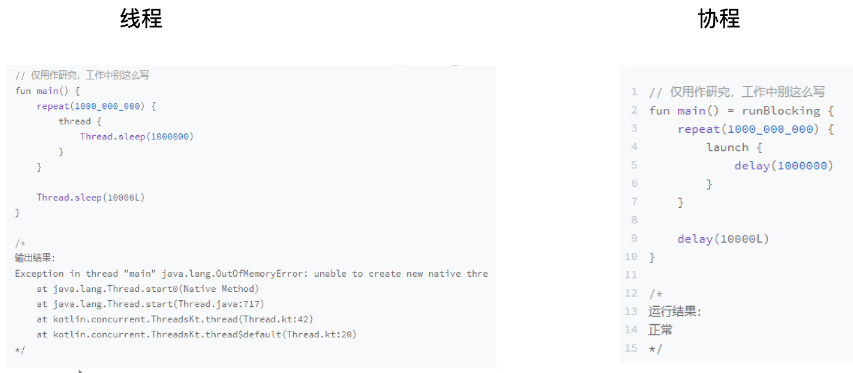 线程
// 仅用作研究，工作中别这么写
fun main() {
    repeat(1000_000_000) {
        thread {
            Thread.sleep(1000000)
        }
    }

    Thread.sleep(10000L)
}

/*
输出结果:
Exception in thread "main" java.lang.OutOfMemoryError: unable to create new native thre
    at java.lang.Thread.start0(Native Method)
    at java.lang.Thread.start(Thread.java:717)
    at kotlin.concurrent.ThreadsKt.thread(Thread.kt:42)
    at kotlin.concurrent.ThreadsKt.thread$default(Thread.kt:20)
*/
协程
1 // 仅用作研究，工作中别这么写
2 fun main() = runBlocking {
3     repeat(1000_000_000) {
4         launch {
5             delay(1000000)
6         }
7     }
8
9     delay(10000L)
10 }
11
12 /*
13 运行结果:
14 正常
15 */